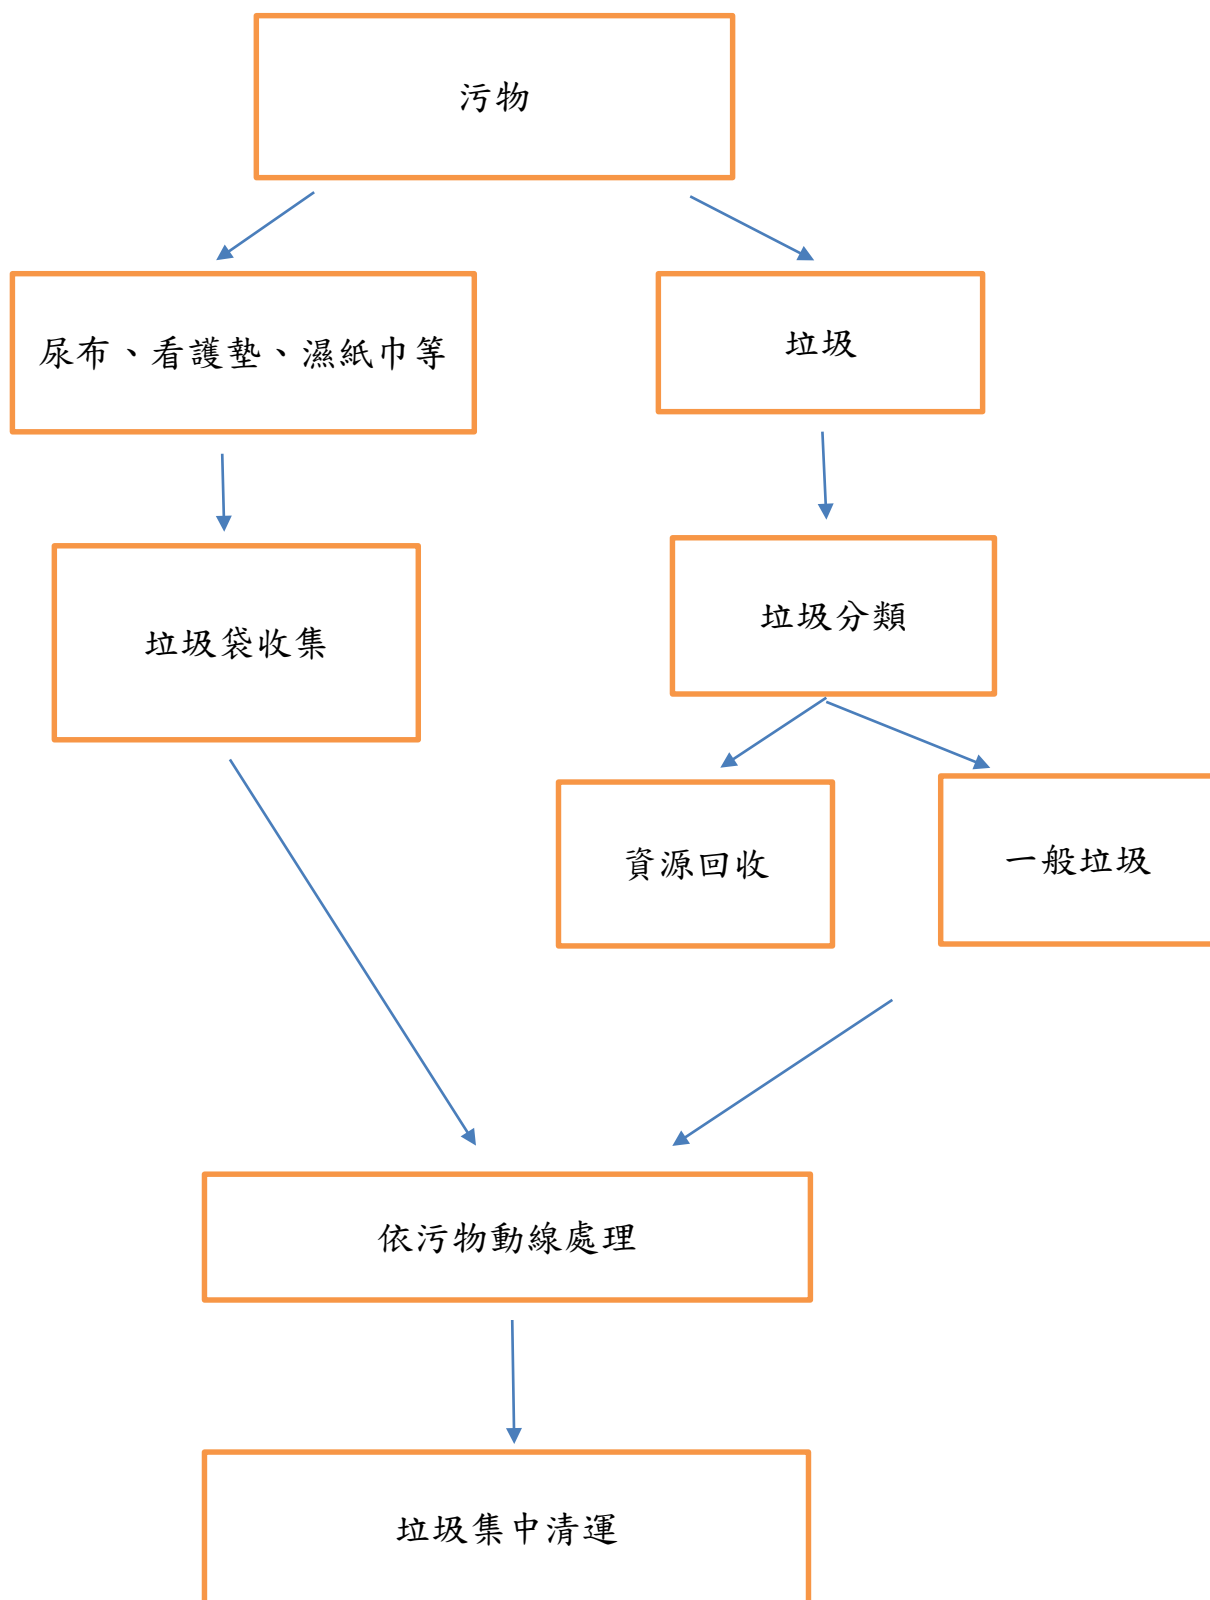 污物
尿布、看護墊、濕紙巾等
垃圾
垃圾袋收集
垃圾分類
資源回收
一般垃圾
依污物動線處理
垃圾集中清運